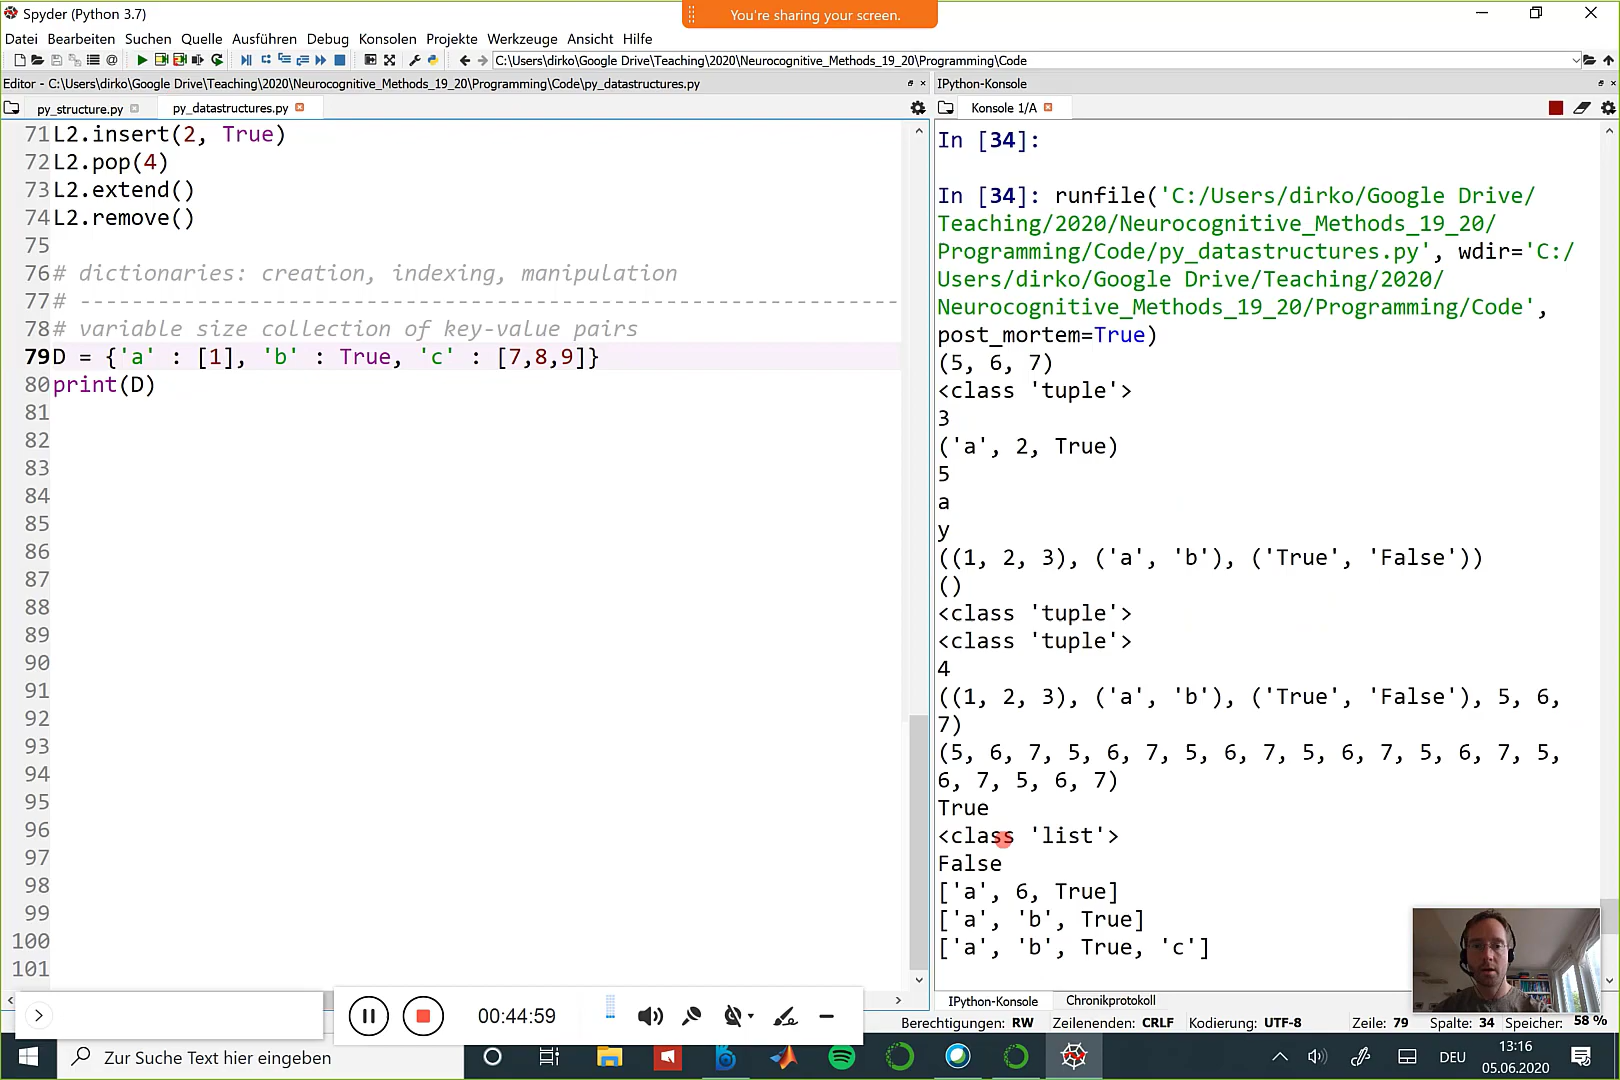 Spyder (Python 3.7)
You're sharing your screen.
Datei Bearbeiten Suchen Quelle Ausführen Debug Konsolen Projekte Werkzeuge Ansicht Hilfe
C:\Users\dirko\Google Drive\Teaching\2020\Neurocognitive_Methods_19_20\Programming\Code
Editor - C:\Users\dirko\Google Drive\Teaching\2020\Neurocognitive_Methods_19_20\Programming\Code\py_datastructures.py
py_structure.py py_datastructures.py
71 L2.insert(2, True)
72 L2.pop(4)
73 L2.extend()
74 L2.remove()
75
76 # dictionaries: creation, indexing, manipulation
77 # ---------------------------------------------------------------
78 # variable size collection of key-value pairs
79 D = {'a' : [1], 'b' : True, 'c' : [7,8,9]}
80 print(D)
81
82
83
84
85
86
87
88
89
90
91
92
93
94
95
96
97
98
99
100
101
IPython-Konsole
Konsole 1/A
In [34]:
In [34]: runfile('C:/Users/dirko/Google Drive/
Teaching/2020/Neurocognitive_Methods_19_20/
Programming/Code/py_datastructures.py', wdir='C:/
Users/dirko/Google Drive/Teaching/2020/
Neurocognitive_Methods_19_20/Programming/Code',
post_mortem=True)
(5, 6, 7)
<class 'tuple'>
3
('a', 2, True)
5
a
y
((1, 2, 3), ('a', 'b'), ('True', 'False'))
()
<class 'tuple'>
<class 'tuple'>
4
((1, 2, 3), ('a', 'b'), ('True', 'False'), 5, 6,
7)
(5, 6, 7, 5, 6, 7, 5, 6, 7, 5, 6, 7, 5, 6, 7, 5,
6, 7, 5, 6, 7)
True
<class 'list'>
False
['a', 6, True]
['a', 'b', True]
['a', 'b', True, 'c']
IPython-Konsole Chronikprotokoll
00:44:59
Berechtigungen: RW Zeilenenden: CRLF Kodierung: UTF-8 Zeile: 79 Spalte: 34 Speicher: 58 %
Zur Suche Text hier eingeben
DEU
13:16
05.06.2020